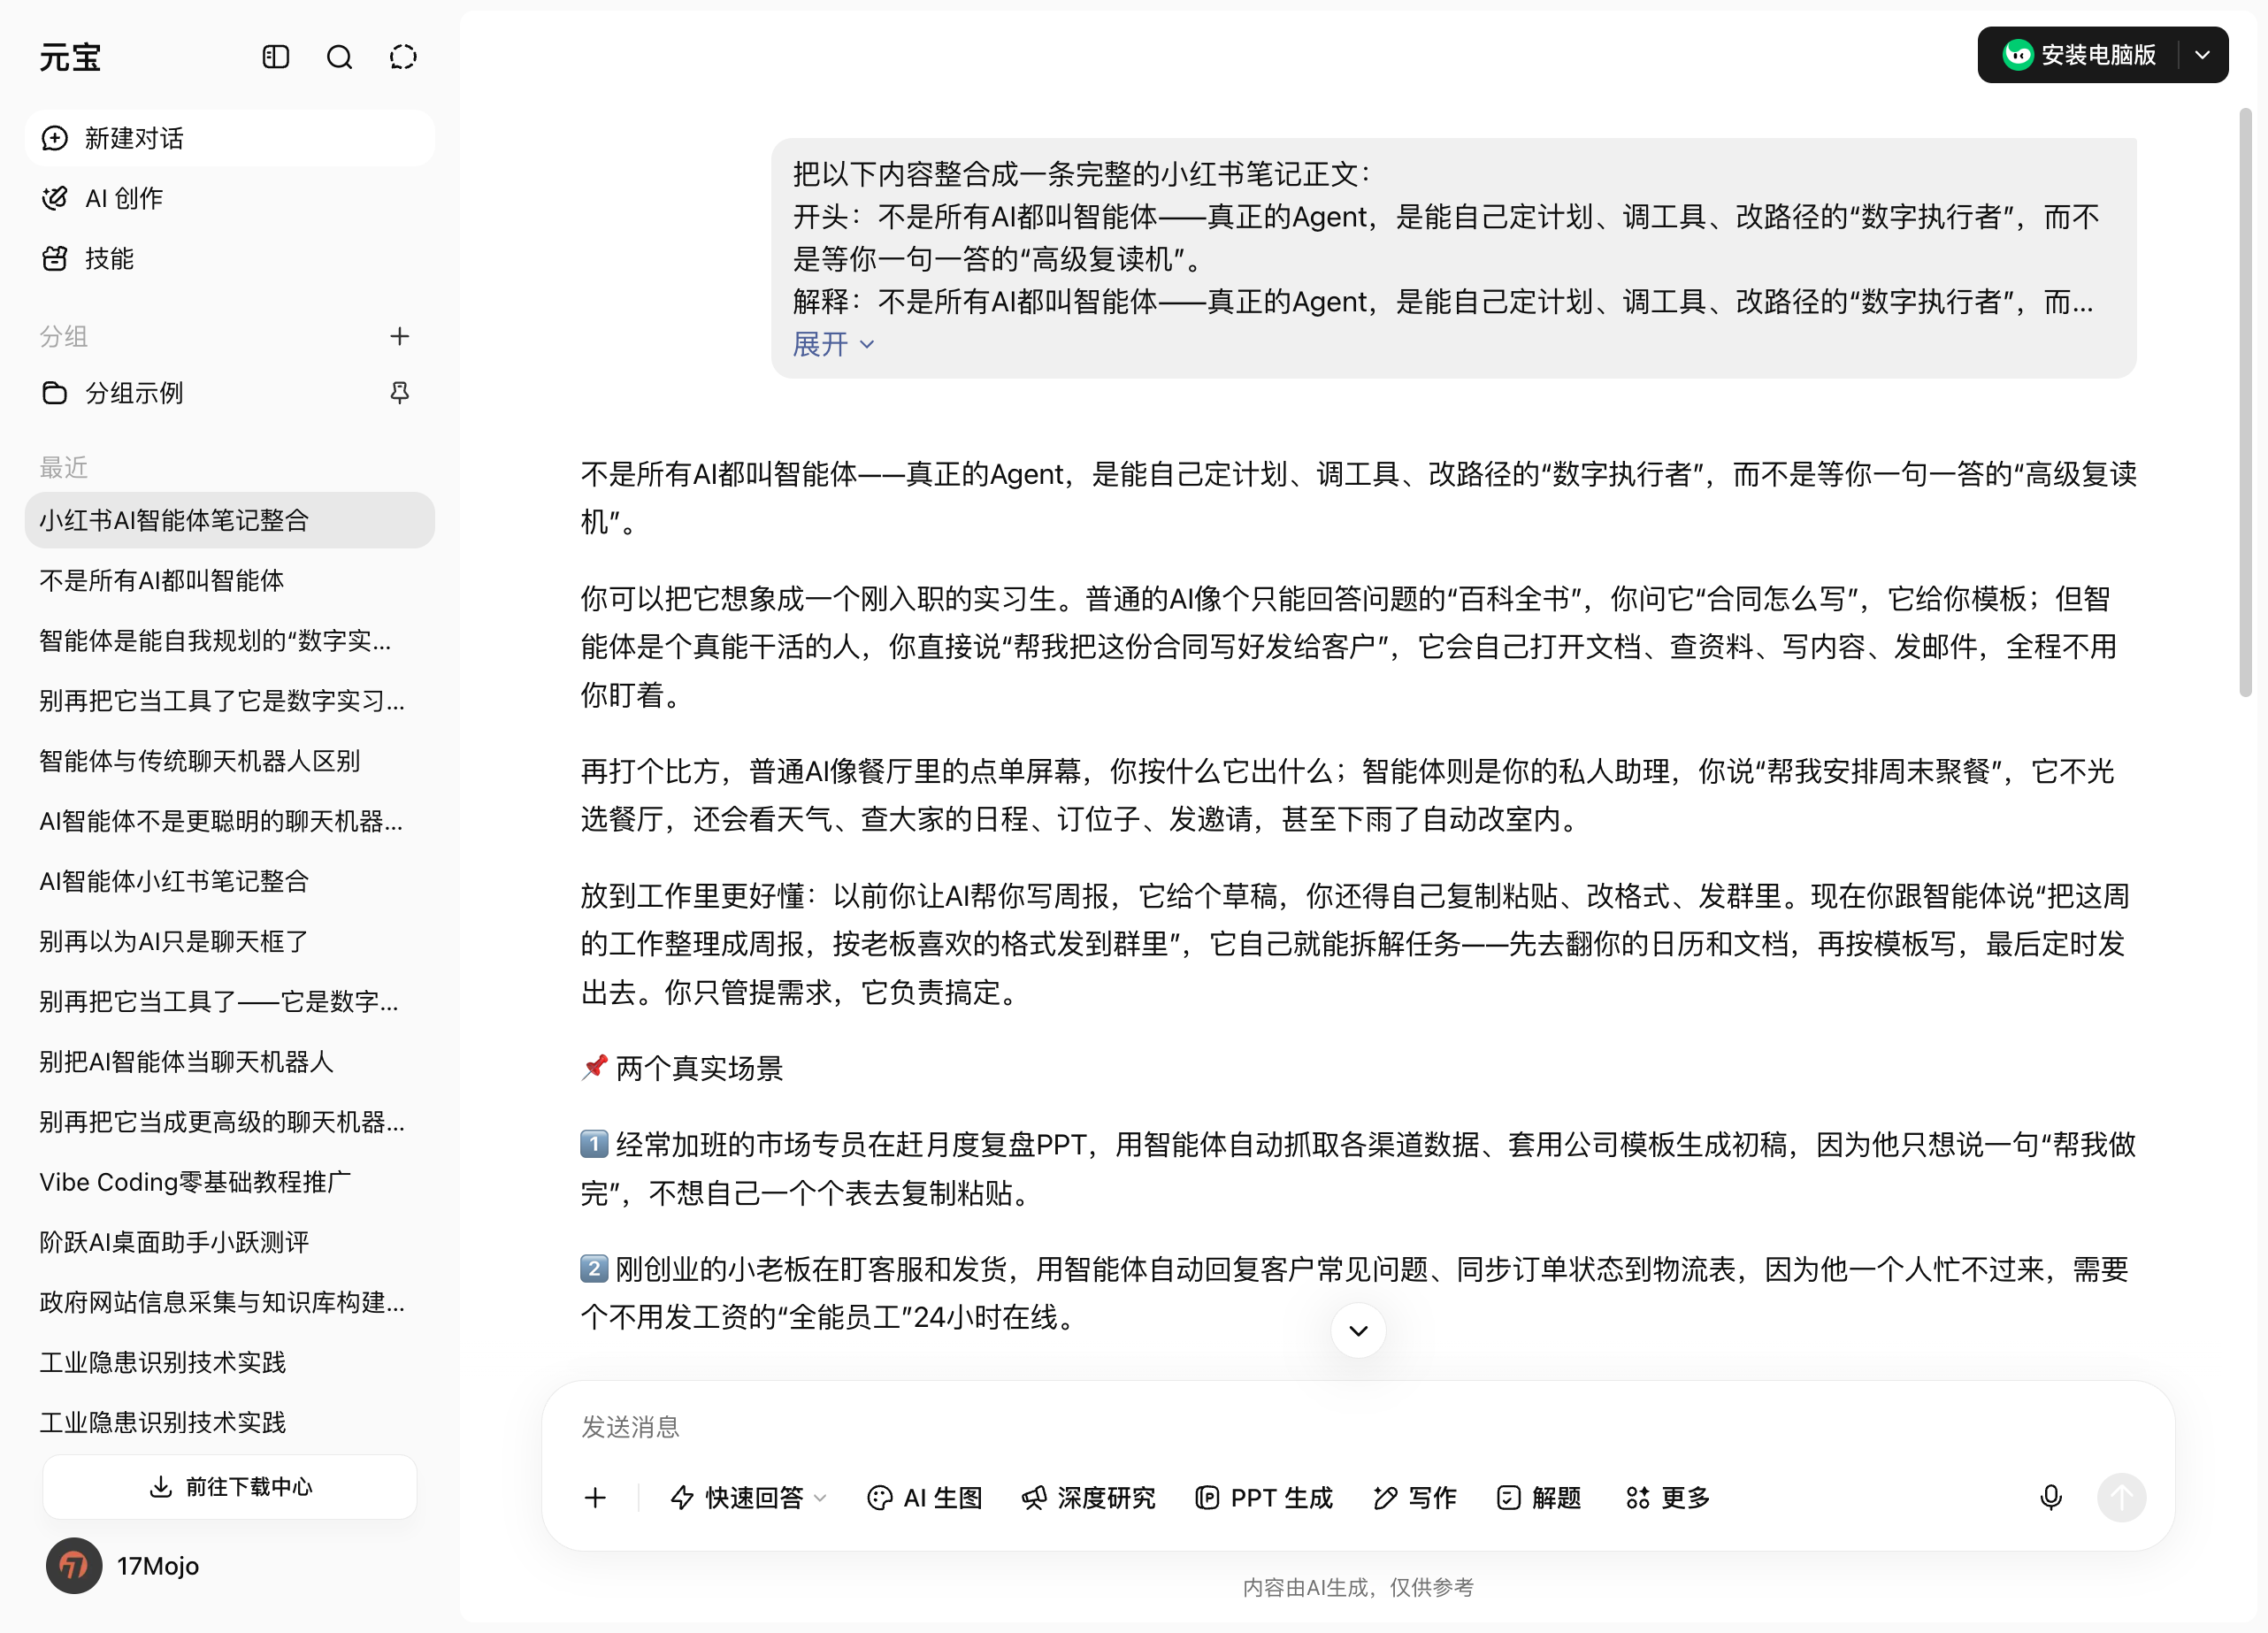 元宝
新建对话
AI 创作
技能
分组
分组示例
最近
小红书AI智能体笔记整合
不是所有AI都叫智能体
智能体是能自我规划的“数字实...
别再把它当工具了它是数字实习...
智能体与传统聊天机器人区别
AI智能体不是更聪明的聊天机器...
AI智能体小红书笔记整合
别再以为AI只是聊天框了
别再把它当工具了——它是数字...
别把AI智能体当聊天机器人
别再把它当成更高级的聊天机器...
Vibe Coding零基础教程推广
阶跃AI桌面助手小跃测评
政府网站信息采集与知识库构建...
工业隐患识别技术实践
工业隐患识别技术实践
前往下载中心
17Mojo
安装电脑版
把以下内容整合成一条完整的小红书笔记正文：
开头：不是所有AI都叫智能体——真正的Agent，是能自己定计划、调工具、改路径的“数字执行者”，而不
是等你一句一答的“高级复读机”。
解释：不是所有AI都叫智能体——真正的Agent，是能自己定计划、调工具、改路径的“数字执行者”，而...
展开
不是所有AI都叫智能体——真正的Agent，是能自己定计划、调工具、改路径的“数字执行者”，而不是等你一句一答的“高级复读
机”。
你可以把它想象成一个刚入职的实习生。普通的AI像个只能回答问题的“百科全书”，你问它“合同怎么写”，它给你模板；但智
能体是个真能干活的人，你直接说“帮我把这份合同写好发给客户”，它会自己打开文档、查资料、写内容、发邮件，全程不用
你盯着。
再打个比方，普通AI像餐厅里的点单屏幕，你按什么它出什么；智能体则是你的私人助理，你说“帮我安排周末聚餐”，它不光
选餐厅，还会看天气、查大家的日程、订位子、发邀请，甚至下雨了自动改室内。
放到工作里更好懂：以前你让AI帮你写周报，它给个草稿，你还得自己复制粘贴、改格式、发群里。现在你跟智能体说“把这周
的工作整理成周报，按老板喜欢的格式发到群里”，它自己就能拆解任务——先去翻你的日历和文档，再按模板写，最后定时发
出去。你只管提需求，它负责搞定。
📌 两个真实场景
1️⃣ 经常加班的市场专员在赶月度复盘PPT，用智能体自动抓取各渠道数据、套用公司模板生成初稿，因为他只想说一句“帮我做
完”，不想自己一个个表去复制粘贴。
2️⃣ 刚创业的小老板在盯客服和发货，用智能体自动回复客户常见问题、同步订单状态到物流表，因为他一个人忙不过来，需要
个不用发工资的“全能员工”24小时在线。
发送消息
快速回答
AI 生图
深度研究
PPT 生成
写作
解题
更多
内容由AI生成，仅供参考